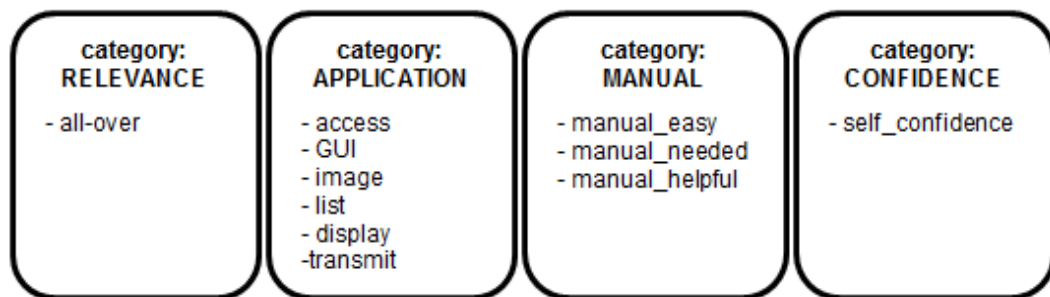 category:
RELEVANCE
- all-over
category:
APPLICATION
- access
- GUI
- image
- list
- display
-transmit
category:
MANUAL
- manual_easy
- manual_needed
- manual_helpful
category:
CONFIDENCE
- self_confidence